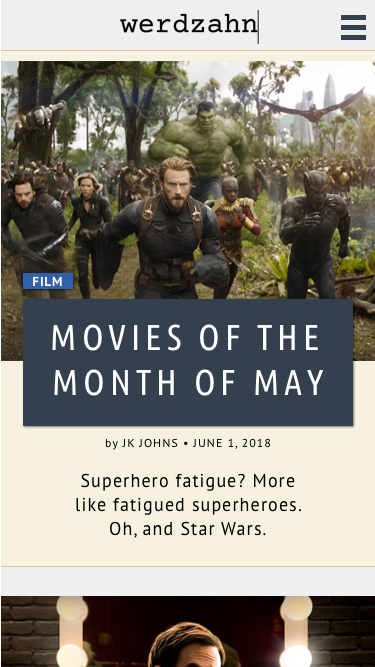 werdzahn
FILM
MOVIES OF THE
MONTH OF MAY
by JK JOHNS • JUNE 1, 2018
Superhero fatigue? More
like fatigued superheroes.
Oh, and Star Wars.